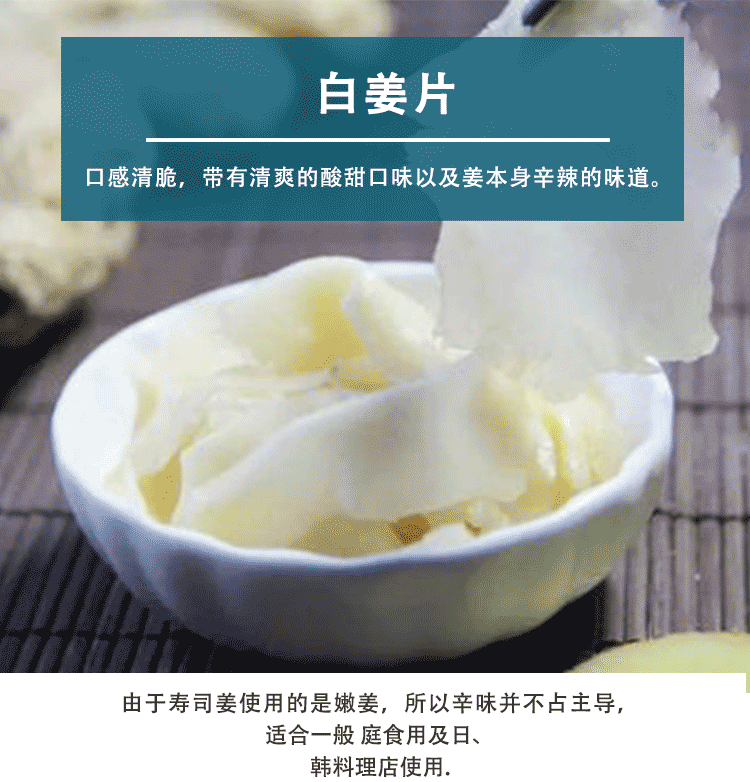 白姜片
口感清脆，带有清爽的酸甜口味以及姜本身辛辣的味道。
由于寿司姜使用的是嫩姜，所以辛味并不占主导，
适合一般 庭食用及日、
韩料理店使用.